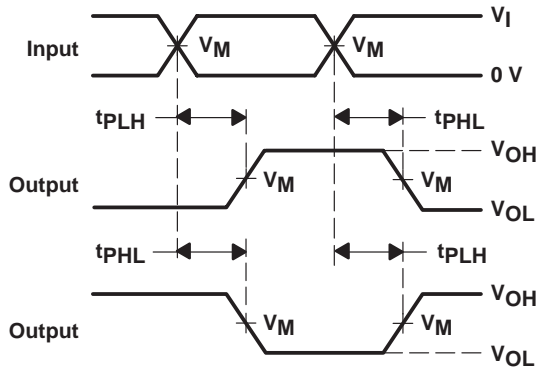 VI
Input VM VM
0 V
tPLH tPHL
VOH
Output VM VM
VOL
tPHL tPLH
VOH
Output VM VM
VOL